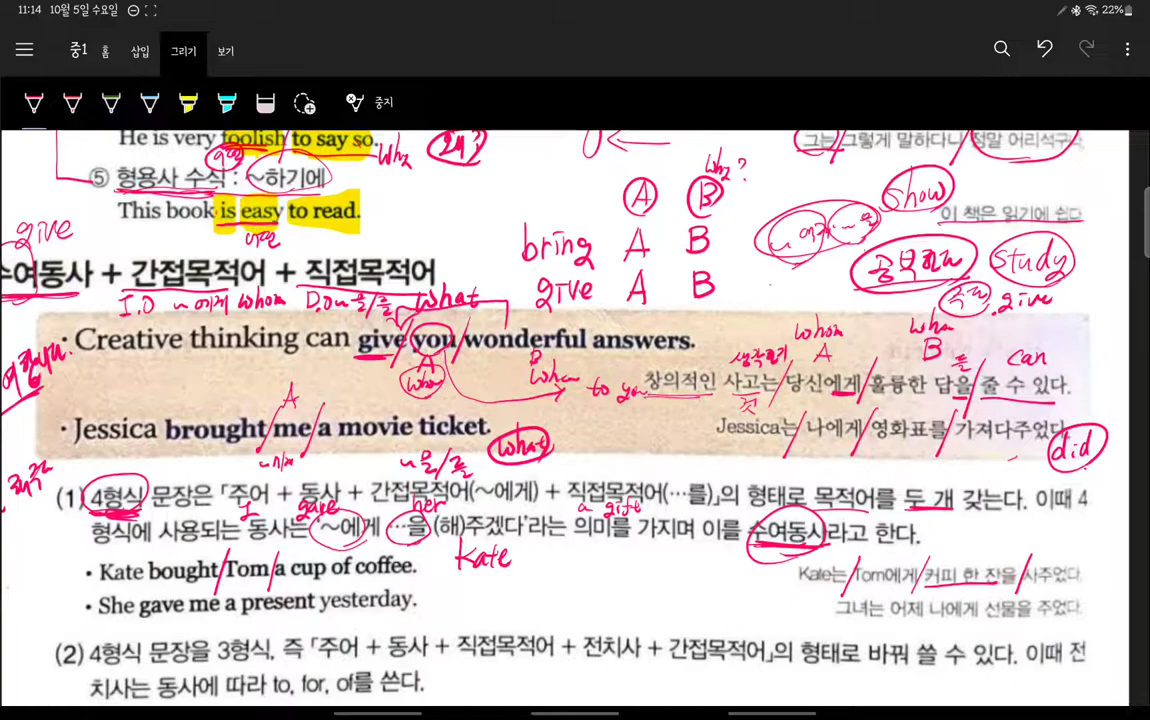 11:14 10월 5일 수요일 22%
중1 홈 삽입 그리기 보기
중지
He is very foolish to say so. 그는 그렇게 말하다니 정말 어리석구
why 왜?
⑤ 형용사 수식 : ~하기에
This book is easy to read. 이 책은 읽기에 쉽다
why?
A B show
bring A B
give A B
공부하다 study
give
give
수여동사 + 간접목적어 + 직접목적어
I.O ~에게 whom D.O ~을/를 what
· Creative thinking can give you wonderful answers.
whom A B can
창의적인 사고는 당신에게 훌륭한 답을 줄 수 있다.
to you 것
A
· Jessica brought me a movie ticket. Jessica는 나에게 영화표를 가져다주었다
what did
~을/를
(1) 4형식 문장은 「주어 + 동사 + 간접목적어(~에게) + 직접목적어(…를)」의 형태로 목적어를 두 개 갖는다. 이때 4
I gave her a gift
형식에 사용되는 동사는 '~에게 …을 (해)주겠다'라는 의미를 가지며 이를 수여동사라고 한다.
Kate
· Kate bought Tom a cup of coffee. Kate는 Tom에게 커피 한 잔을 사주었다.
· She gave me a present yesterday. 그녀는 어제 나에게 선물을 주었다.
(2) 4형식 문장을 3형식, 즉 「주어 + 동사 + 직접목적어 + 전치사 + 간접목적어」의 형태로 바꿔 쓸 수 있다. 이때 전
치사는 동사에 따라 to, for, of를 쓴다.